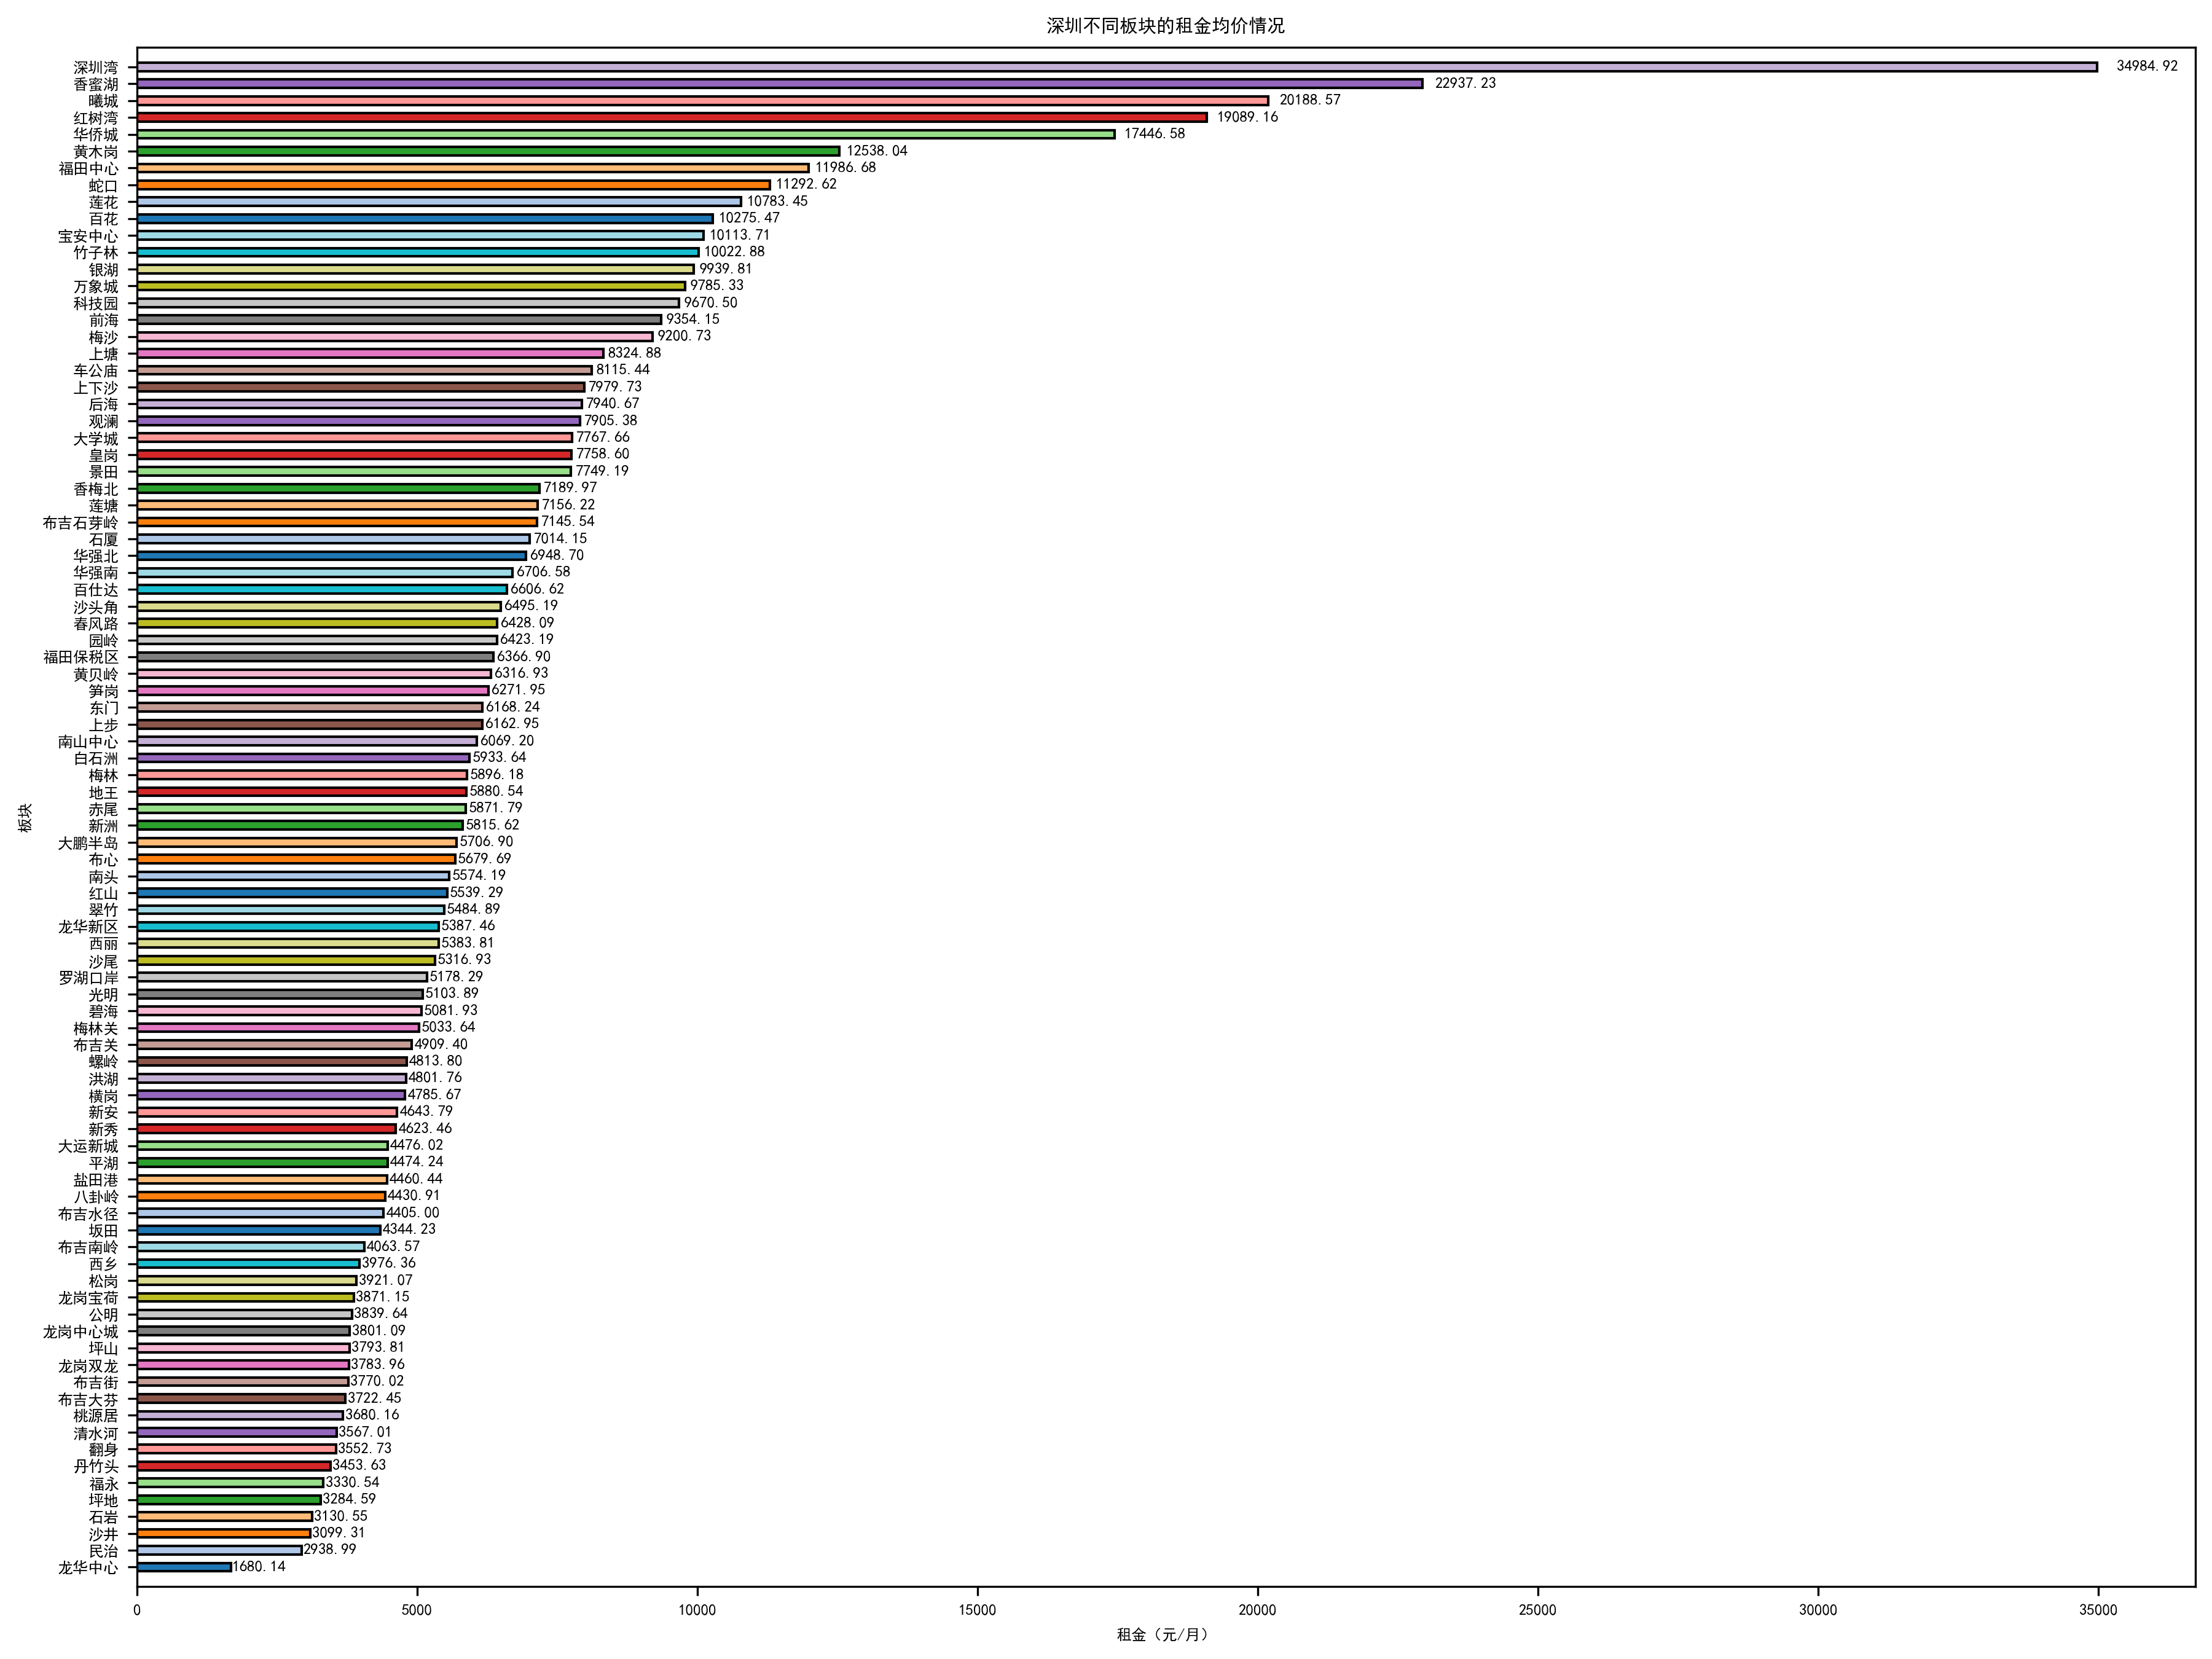 深圳不同板块的租金均价情况
深圳湾 34984.92
香蜜湖 22937.23
曦城 20188.57
红树湾 19089.16
华侨城 17446.58
黄木岗 12538.04
福田中心 11986.68
蛇口 11292.62
莲花 10783.45
百花 10275.47
宝安中心 10113.71
竹子林 10022.88
银湖 9939.81
万象城 9785.33
科技园 9670.50
前海 9354.15
梅沙 9200.73
上塘 8324.88
车公庙 8115.44
上下沙 7979.73
后海 7940.67
观澜 7905.38
大学城 7767.66
皇岗 7758.60
景田 7749.19
香梅北 7189.97
莲塘 7156.22
布吉石芽岭 7145.54
石厦 7014.15
华强北 6948.70
华强南 6706.58
百仕达 6606.62
沙头角 6495.19
春风路 6428.09
园岭 6423.19
福田保税区 6366.90
黄贝岭 6316.93
笋岗 6271.95
东门 6168.24
上步 6162.95
南山中心 6069.20
白石洲 5933.64
梅林 5896.18
地王 5880.54
赤尾 5871.79
新洲 5815.62
大鹏半岛 5706.90
布心 5679.69
南头 5574.19
红山 5539.29
翠竹 5484.89
龙华新区 5387.46
西丽 5383.81
沙尾 5316.93
罗湖口岸 5178.29
光明 5103.89
碧海 5081.93
梅林关 5033.64
布吉关 4909.40
螺岭 4813.80
洪湖 4801.76
横岗 4785.67
新安 4643.79
新秀 4623.46
大运新城 4476.02
平湖 4474.24
盐田港 4460.44
八卦岭 4430.91
布吉水径 4405.00
坂田 4344.23
布吉南岭 4063.57
西乡 3976.36
松岗 3921.07
龙岗宝荷 3871.15
公明 3839.64
龙岗中心城 3801.09
坪山 3793.81
龙岗双龙 3783.96
布吉街 3770.02
布吉大芬 3722.45
桃源居 3680.16
清水河 3567.01
翻身 3552.73
丹竹头 3453.63
福永 3330.54
坪地 3284.59
石岩 3130.55
沙井 3099.31
民治 2938.99
龙华中心 1680.14
板块
0 5000 10000 15000 20000 25000 30000 35000
租金（元/月）